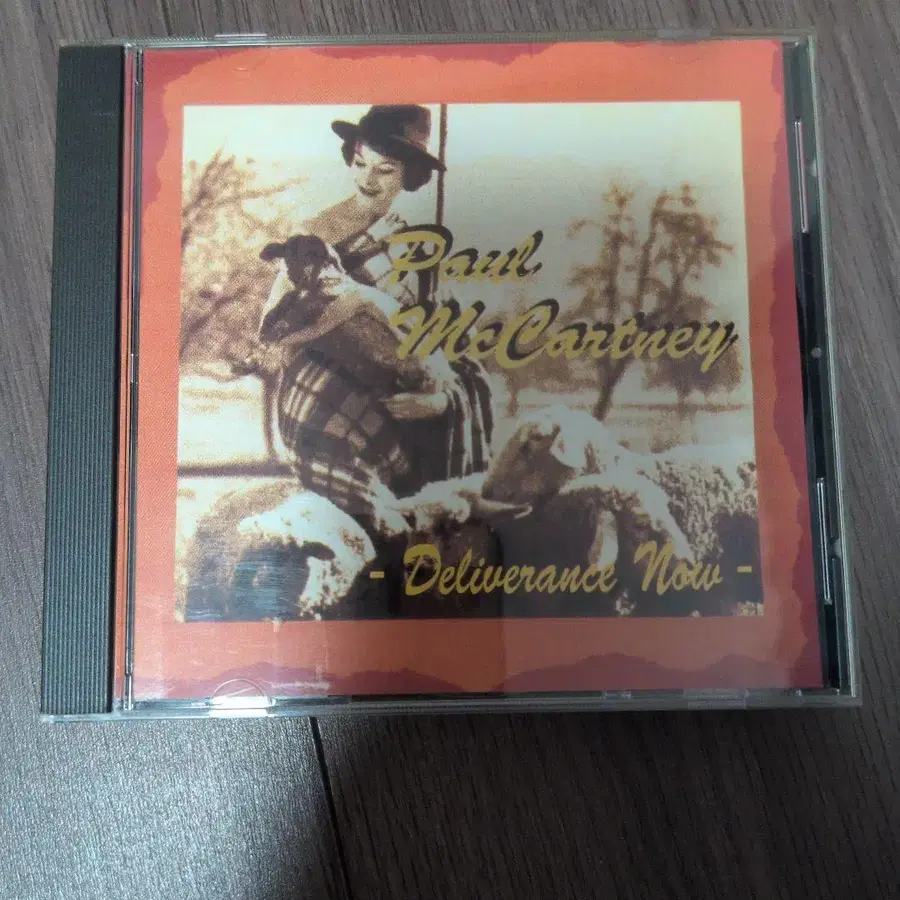 Paul
McCartney
- Deliverance Now -